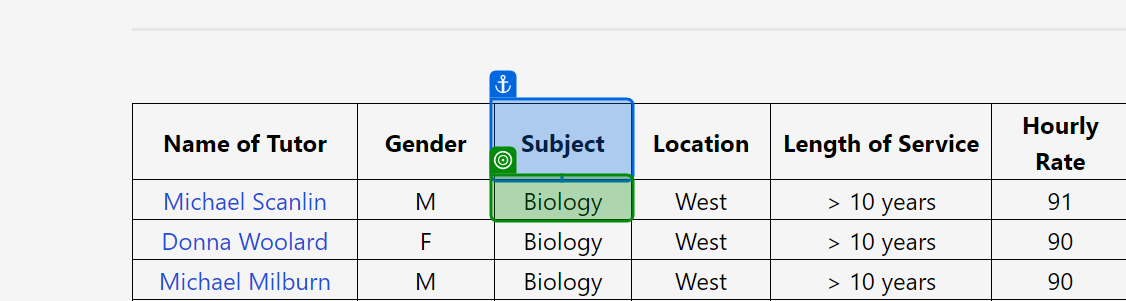 Name of Tutor Gender Subject Location Length of Service Hourly Rate
Michael Scanlin M Biology West > 10 years 91
Donna Woolard F Biology West > 10 years 90
Michael Milburn M Biology West > 10 years 90